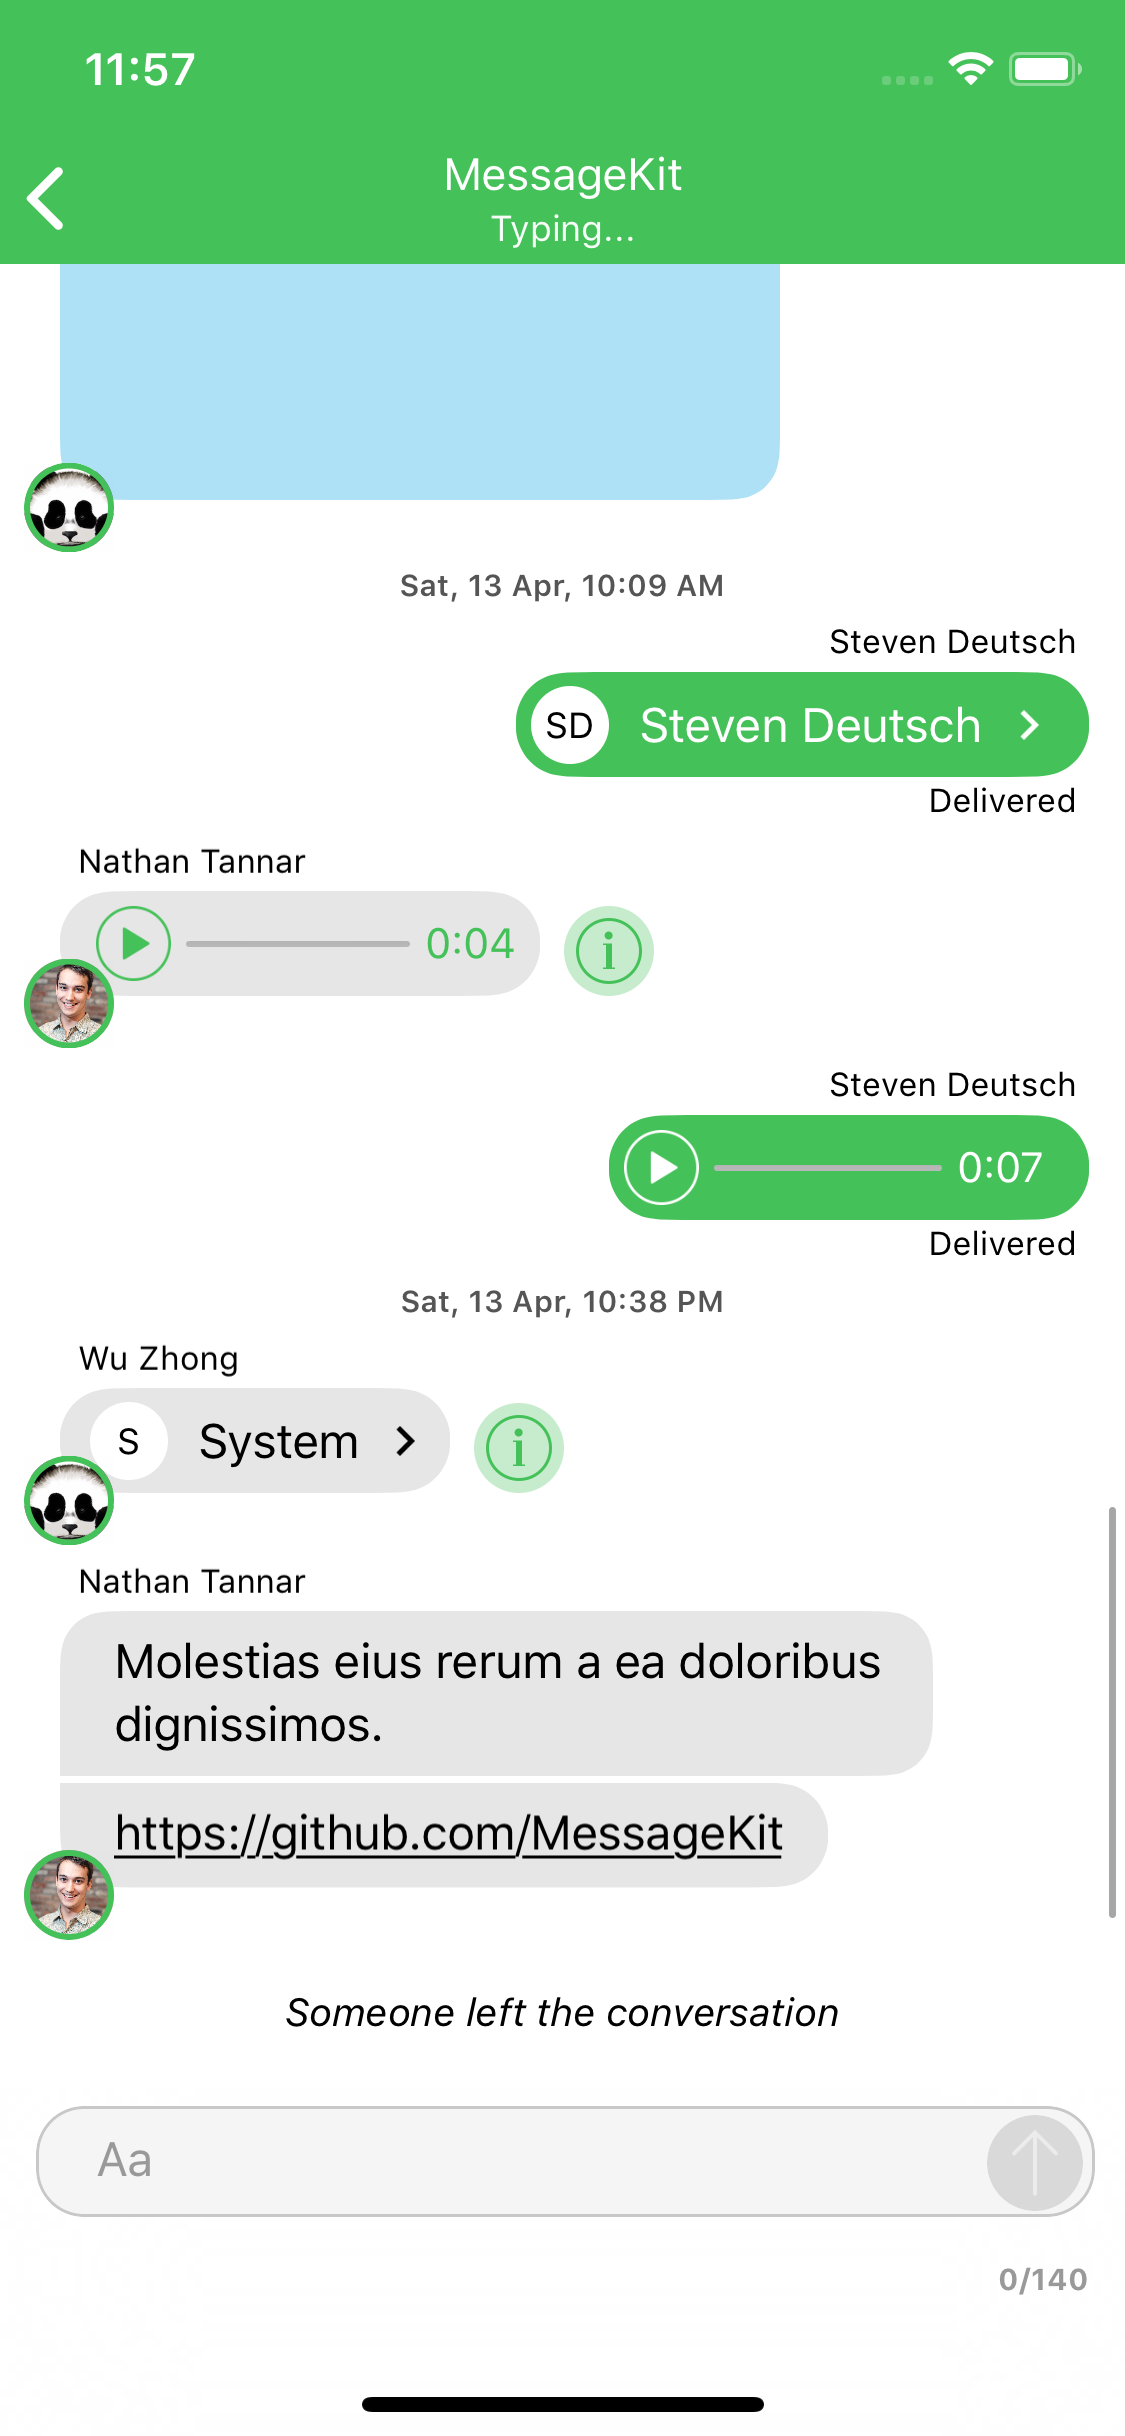 11:57
MessageKit
Typing...
Sat, 13 Apr, 10:09 AM
Steven Deutsch
SD Steven Deutsch
Delivered
Nathan Tannar
0:04
i
Steven Deutsch
0:07
Delivered
Sat, 13 Apr, 10:38 PM
Wu Zhong
S System
i
Nathan Tannar
Molestias eius rerum a ea doloribus
dignissimos.
https://github.com/MessageKit
Someone left the conversation
Aa
0/140